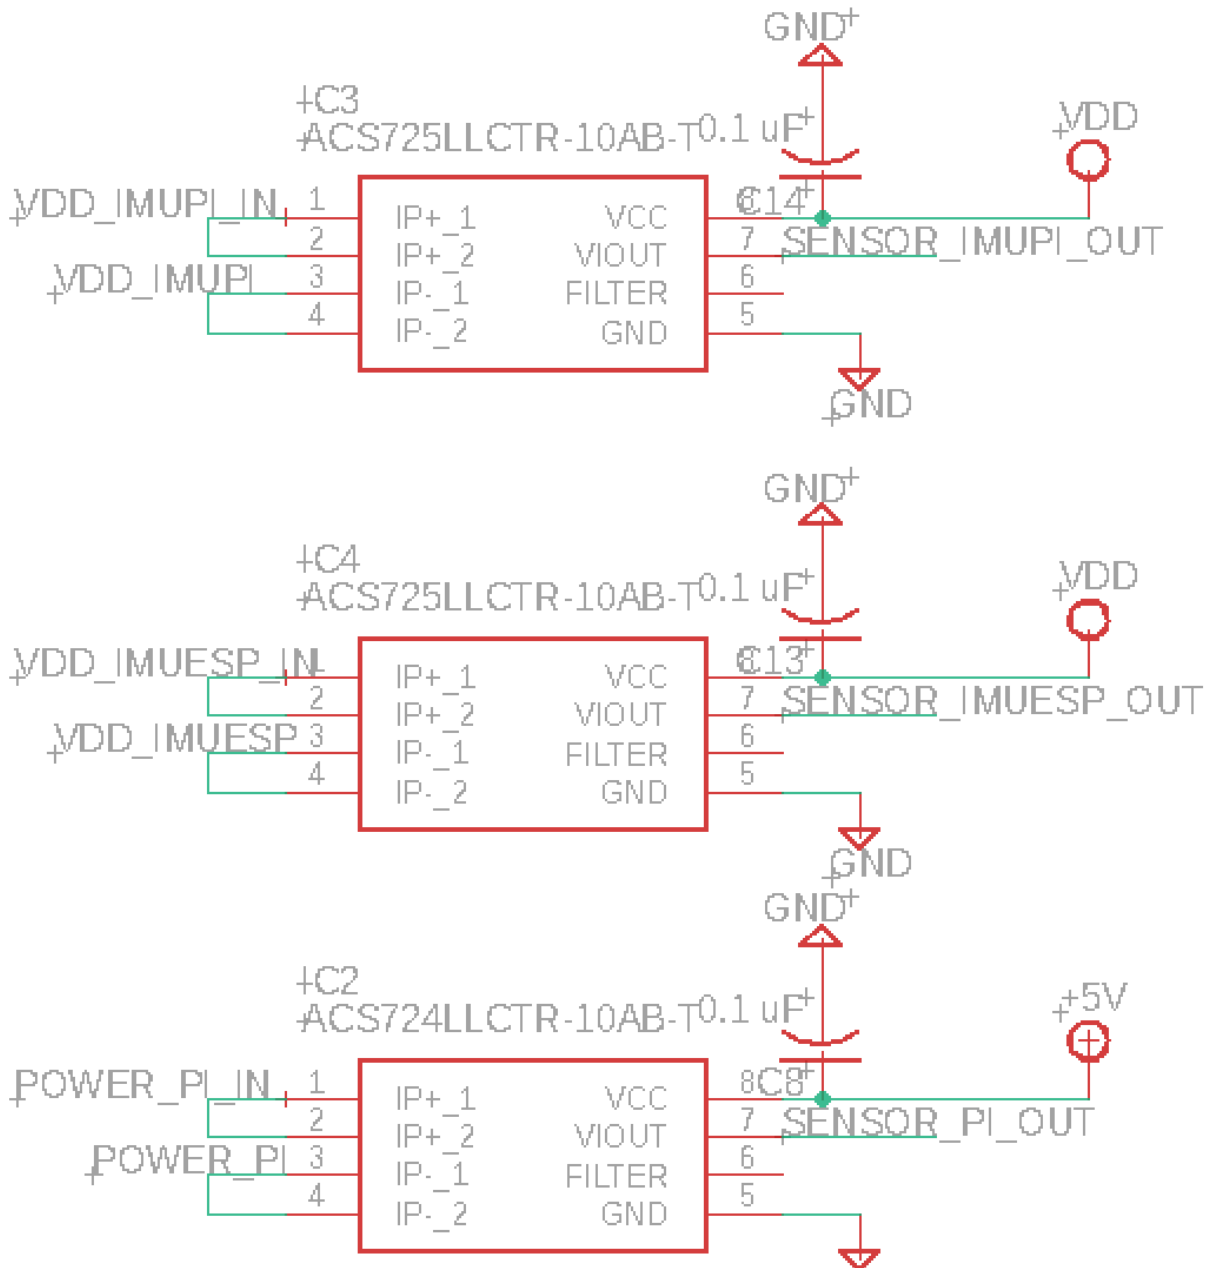 GND
C3
ACS725LLCTR-10AB-T
0.1 uF
VDD
VDD_IMUPI_IN
1
IP+_1
VCC
C14
2
IP+_2
VIOUT
7
SENSOR_IMUPI_OUT
VDD_IMUPI
3
IP-_1
FILTER
6
4
IP-_2
GND
5
GND
GND
C4
ACS725LLCTR-10AB-T
0.1 uF
VDD
VDD_IMUESP_IN
IP+_1
VCC
C13
2
IP+_2
VIOUT
7
SENSOR_IMUESP_OUT
VDD_IMUESP
3
IP-_1
FILTER
6
4
IP-_2
GND
5
GND
GND
C2
ACS724LLCTR-10AB-T
0.1 uF
+5V
POWER_PI_IN
1
IP+_1
VCC
8
C8
2
IP+_2
VIOUT
7
SENSOR_PI_OUT
POWER_PI
3
IP-_1
FILTER
6
4
IP-_2
GND
5